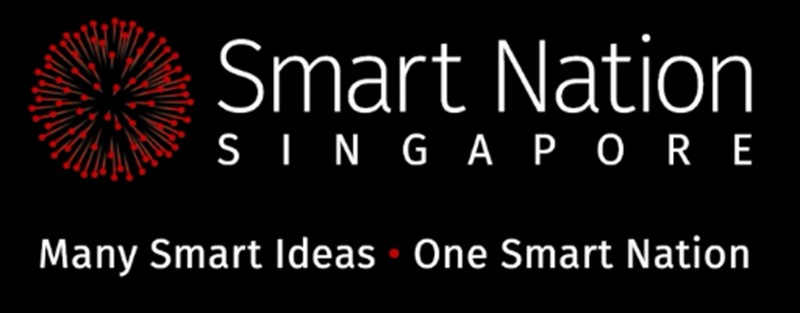 Smart Nation
SINGAPORE
Many Smart Ideas • One Smart Nation